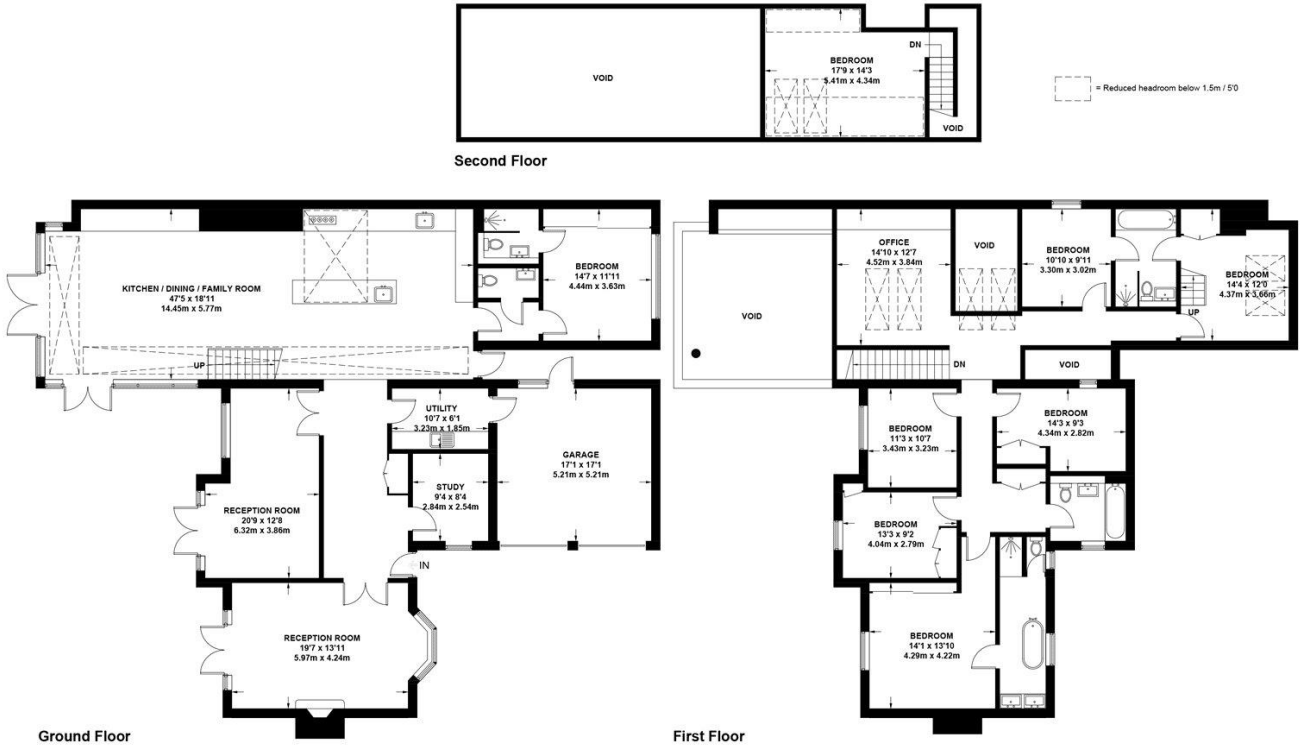 VOID
BEDROOM
17'9 x 14'3
5.41m x 4.34m
DN
VOID
= Reduced headroom below 1.5m / 5'0
Second Floor
KITCHEN / DINING / FAMILY ROOM
47'5 x 18'11
14.45m x 5.77m
BEDROOM
14'7 x 11'11
4.44m x 3.63m
UP
UTILITY
10'7 x 6'1
3.23m x 1.85m
GARAGE
17'1 x 17'1
5.21m x 5.21m
STUDY
9'4 x 8'4
2.84m x 2.54m
RECEPTION ROOM
20'9 x 12'8
6.32m x 3.86m
IN
RECEPTION ROOM
19'7 x 13'11
5.97m x 4.24m
Ground Floor
VOID
OFFICE
14'10 x 12'7
4.52m x 3.84m
VOID
BEDROOM
10'10 x 9'11
3.30m x 3.02m
BEDROOM
14'4 x 12'0
4.37m x 3.66m
UP
DN
VOID
BEDROOM
11'3 x 10'7
3.43m x 3.23m
BEDROOM
14'3 x 9'3
4.34m x 2.82m
BEDROOM
13'3 x 9'2
4.04m x 2.79m
BEDROOM
14'1 x 13'10
4.29m x 4.22m
First Floor